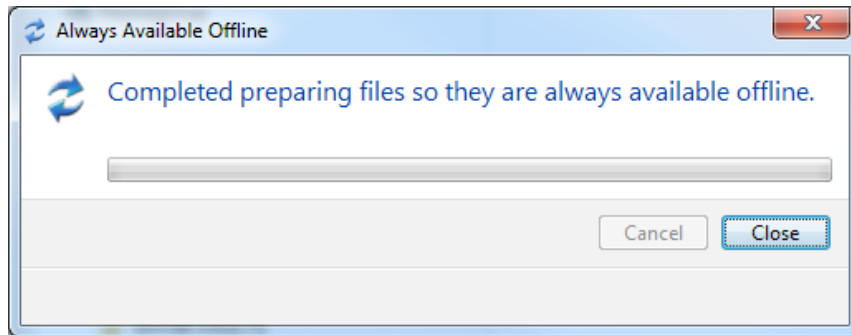 Always Available Offline
Completed preparing files so they are always available offline.
Cancel
Close